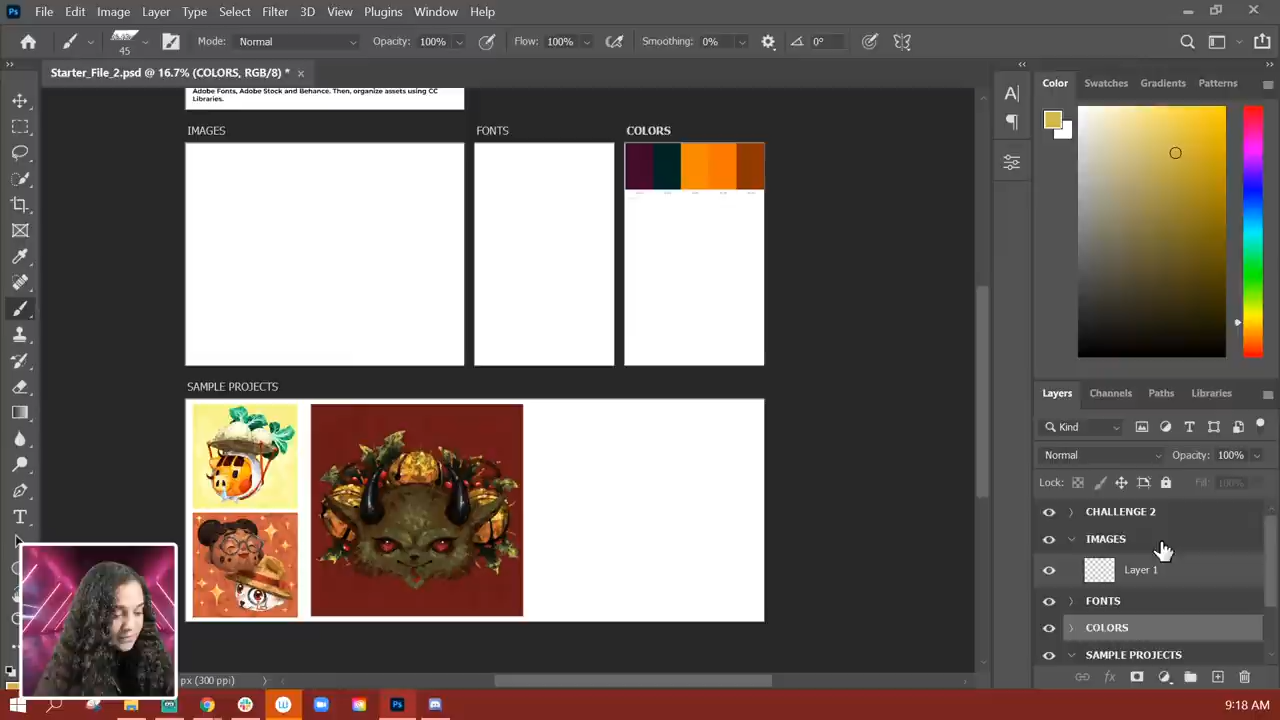 Ps File Edit Image Layer Type Select Filter 3D View Plugins Window Help
45 Mode: Normal Opacity: 100% Flow: 100% Smoothing: 0% 0°
Starter_File_2.psd @ 16.7% (COLORS, RGB/8) * ×
Color Swatches Gradients Patterns
Adobe Fonts, Adobe Stock and Behance. Then, organize assets using CC
Libraries.
IMAGES FONTS COLORS
SAMPLE PROJECTS
Layers Channels Paths Libraries
Kind
Normal Opacity: 100%
Lock: Fill: 100%
CHALLENGE 2
IMAGES
Layer 1
FONTS
COLORS
SAMPLE PROJECTS
px (300 ppi)
Ps
9:18 AM